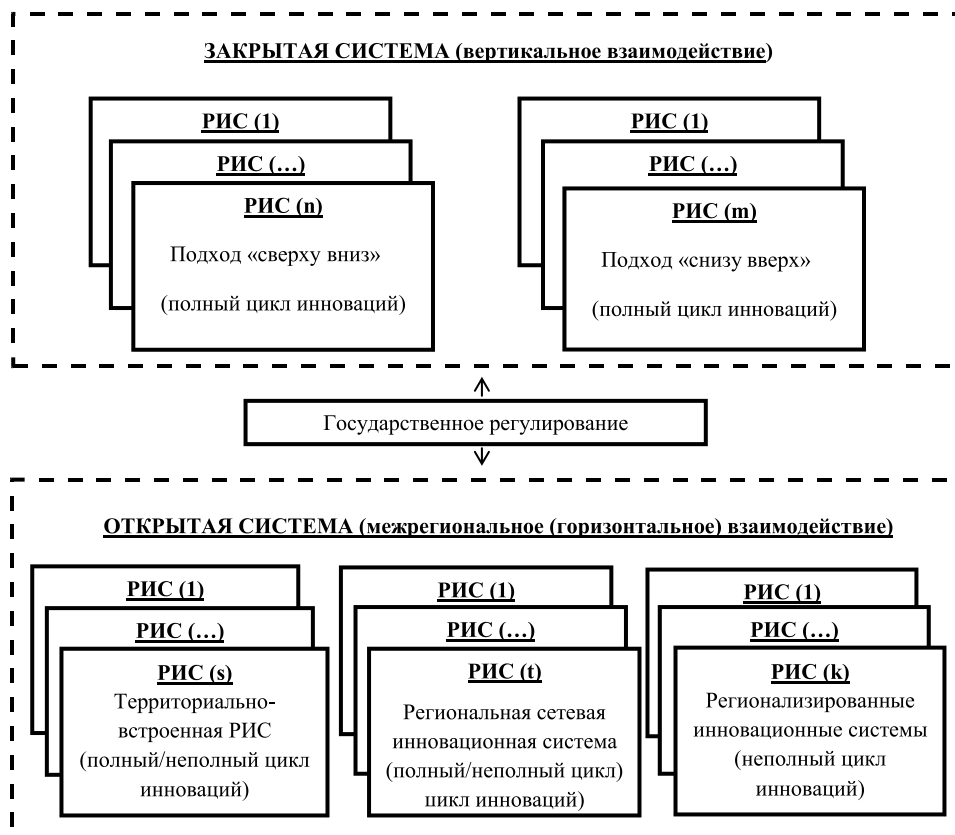 ЗАКРЫТАЯ СИСТЕМА (вертикальное взаимодействие)
РИС (1)
РИС (…)
РИС (n)
Подход «сверху вниз»
(полный цикл инноваций)
РИС (1)
РИС (…)
РИС (m)
Подход «снизу вверх»
(полный цикл инноваций)
Государственное регулирование
ОТКРЫТАЯ СИСТЕМА (межрегиональное (горизонтальное) взаимодействие)
РИС (1)
РИС (…)
РИС (s)
Территориально-
встроенная РИС
(полный/неполный цикл
инноваций)
РИС (1)
РИС (…)
РИС (t)
Региональная сетевая
инновационная система
(полный/неполный цикл)
цикл инноваций)
РИС (1)
РИС (…)
РИС (k)
Регионализированные
инновационные системы
(неполный цикл
инноваций)